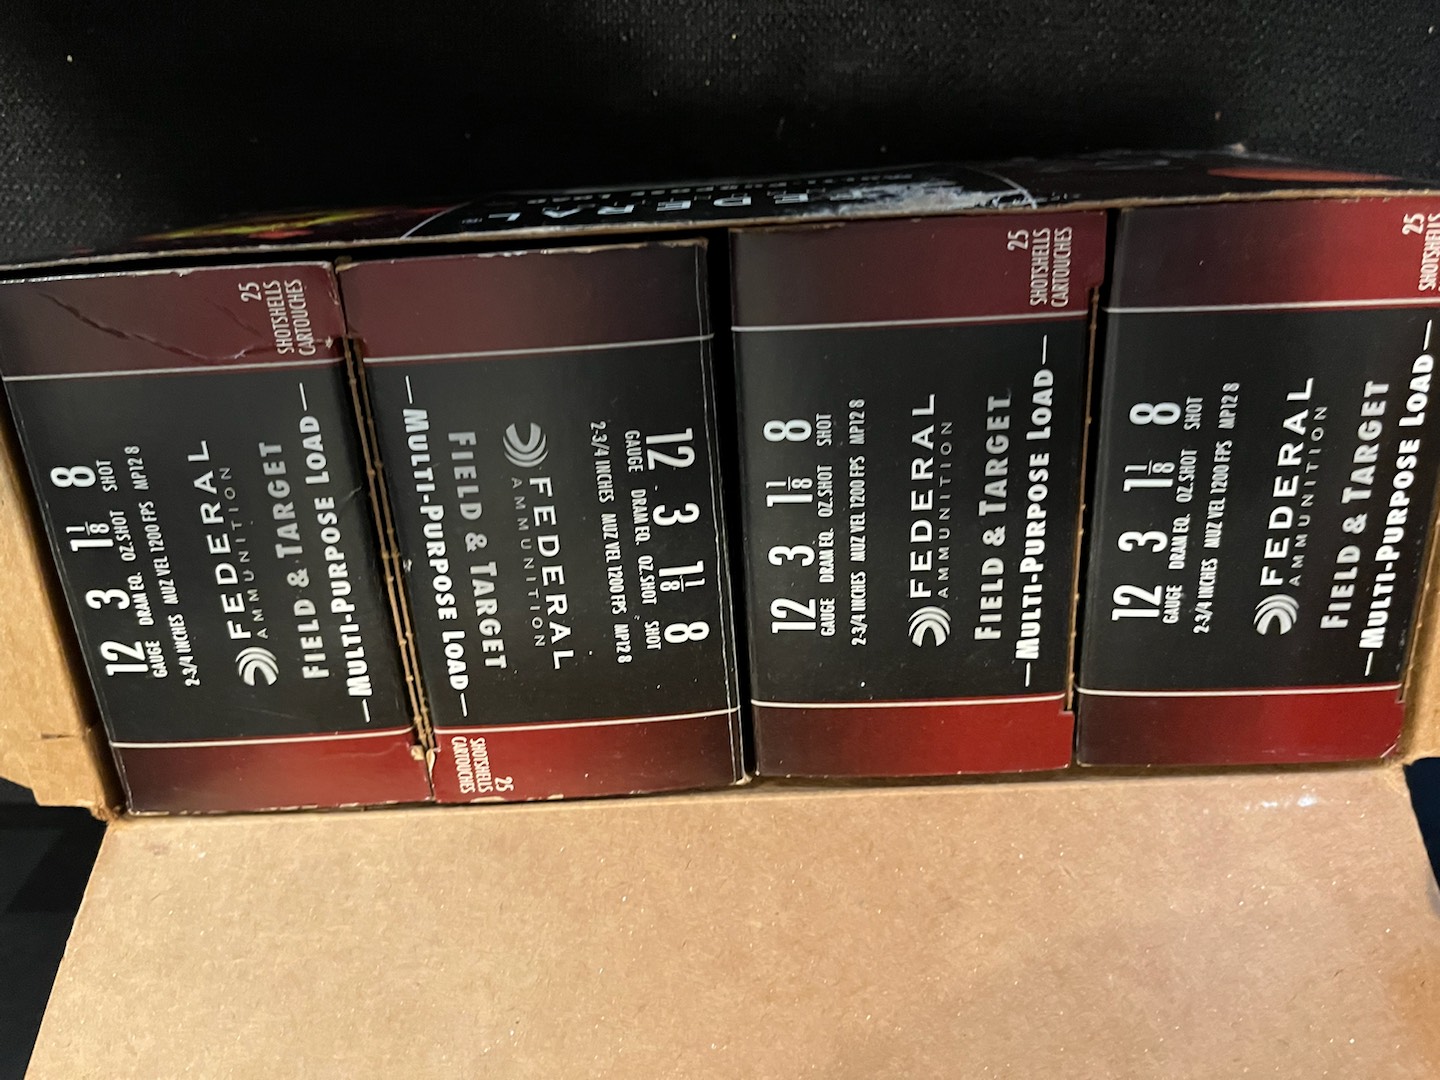 FEDERAL
25
SHOTSHELLS
CARTOUCHES
12 3 1 1/8 8
GAUGE DRAM EQ. OZ.SHOT SHOT
2-3/4 INCHES MUZ VEL 1200 FPS MP12 8
FEDERAL
AMMUNITION
FIELD & TARGET
—MULTI-PURPOSE LOAD—
12 3 1 1/8 8
GAUGE DRAM EQ. OZ.SHOT SHOT
2-3/4 INCHES MUZ VEL 1200 FPS MP12 8
FEDERAL
AMMUNITION
FIELD & TARGET
—MULTI-PURPOSE LOAD—
25
SHOTSHELLS
CARTOUCHES
25
SHOTSHELLS
CARTOUCHES
12 3 1 1/8 8
GAUGE DRAM EQ. OZ.SHOT SHOT
2-3/4 INCHES MUZ VEL 1200 FPS MP12 8
FEDERAL
AMMUNITION
FIELD & TARGET
—MULTI-PURPOSE LOAD—
25
SHOTSHELLS
12 3 1 1/8 8
GAUGE DRAM EQ. OZ.SHOT SHOT
2-3/4 INCHES MUZ VEL 1200 FPS MP12 8
FEDERAL
AMMUNITION
FIELD & TARGET
—MULTI-PURPOSE LOAD—